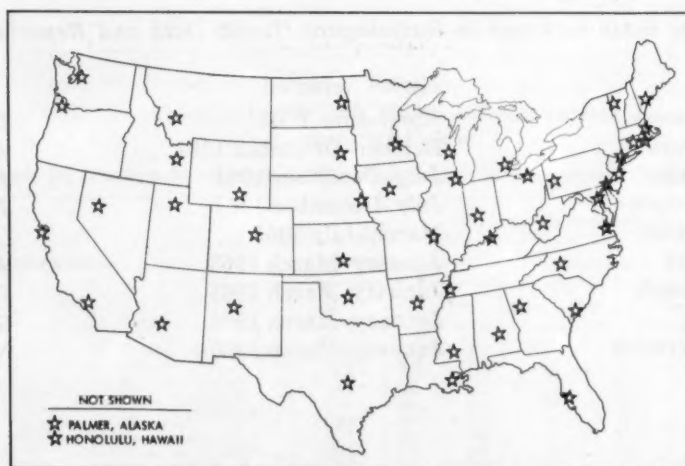 NOT SHOWN
☆ PALMER, ALASKA
☆ HONOLULU, HAWAII